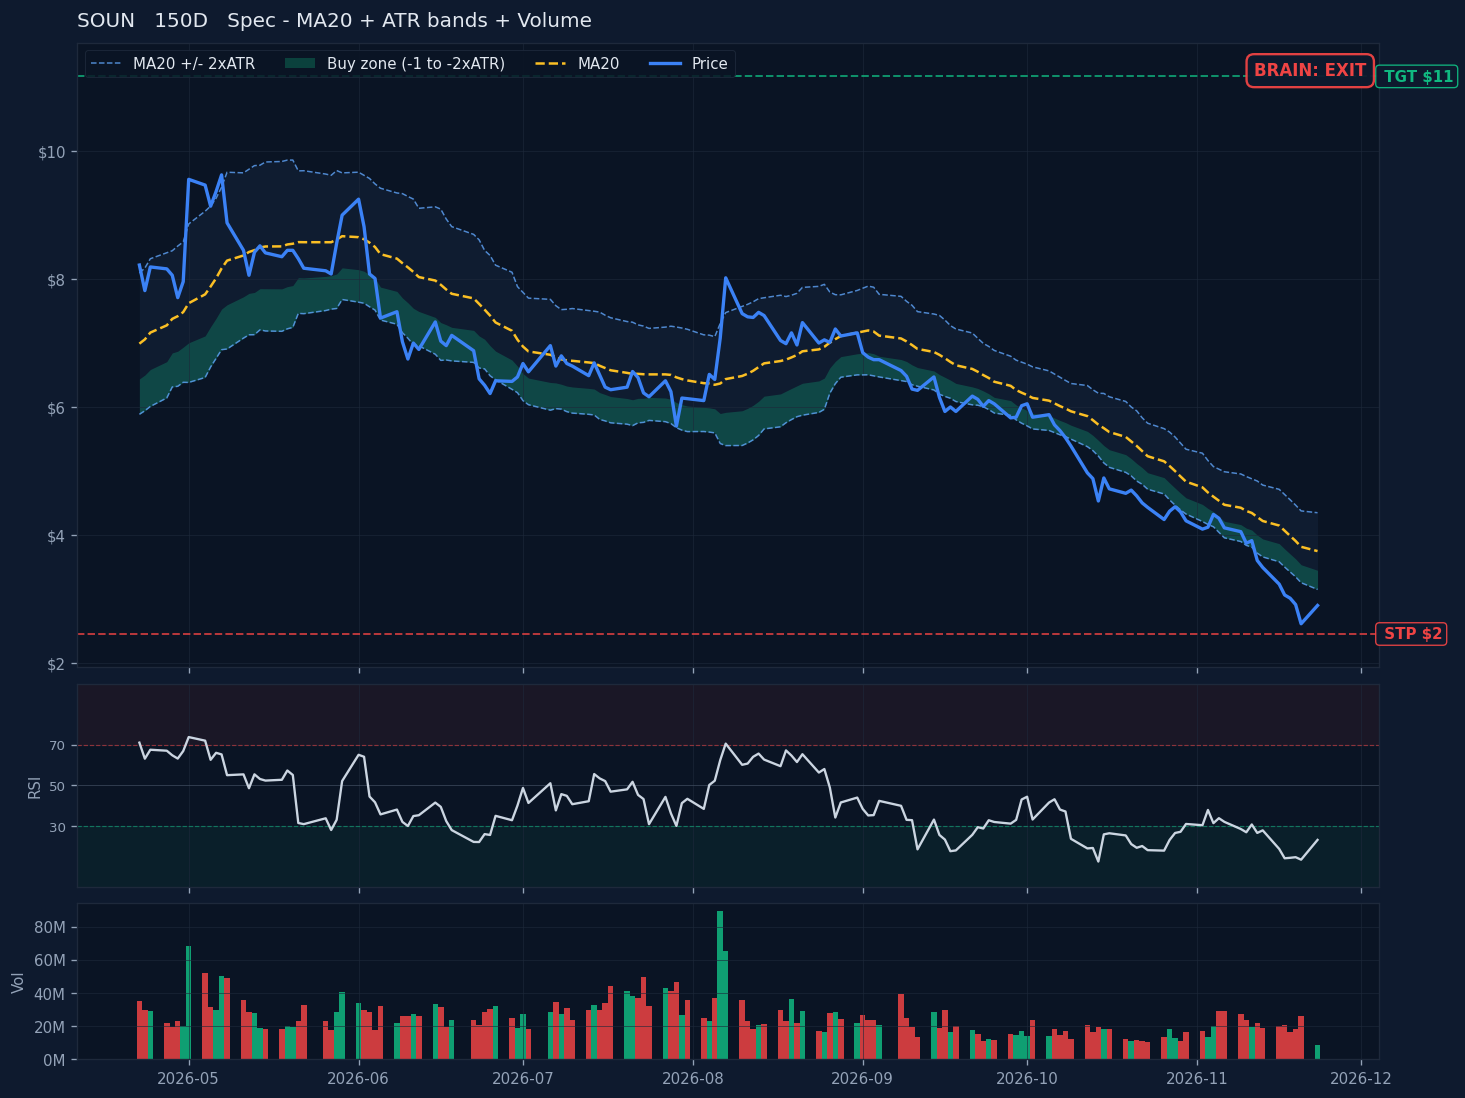 SOUN   150D   Spec - MA20 + ATR bands + Volume
MA20 +/- 2xATR   Buy zone (-1 to -2xATR)   MA20   Price
BRAIN: EXIT
TGT $11
$10
$8
$6
$4
STP $2
$2
70
50
30
RSI
80M
60M
40M
20M
0M
Vol
2026-05   2026-06   2026-07   2026-08   2026-09   2026-10   2026-11   2026-12